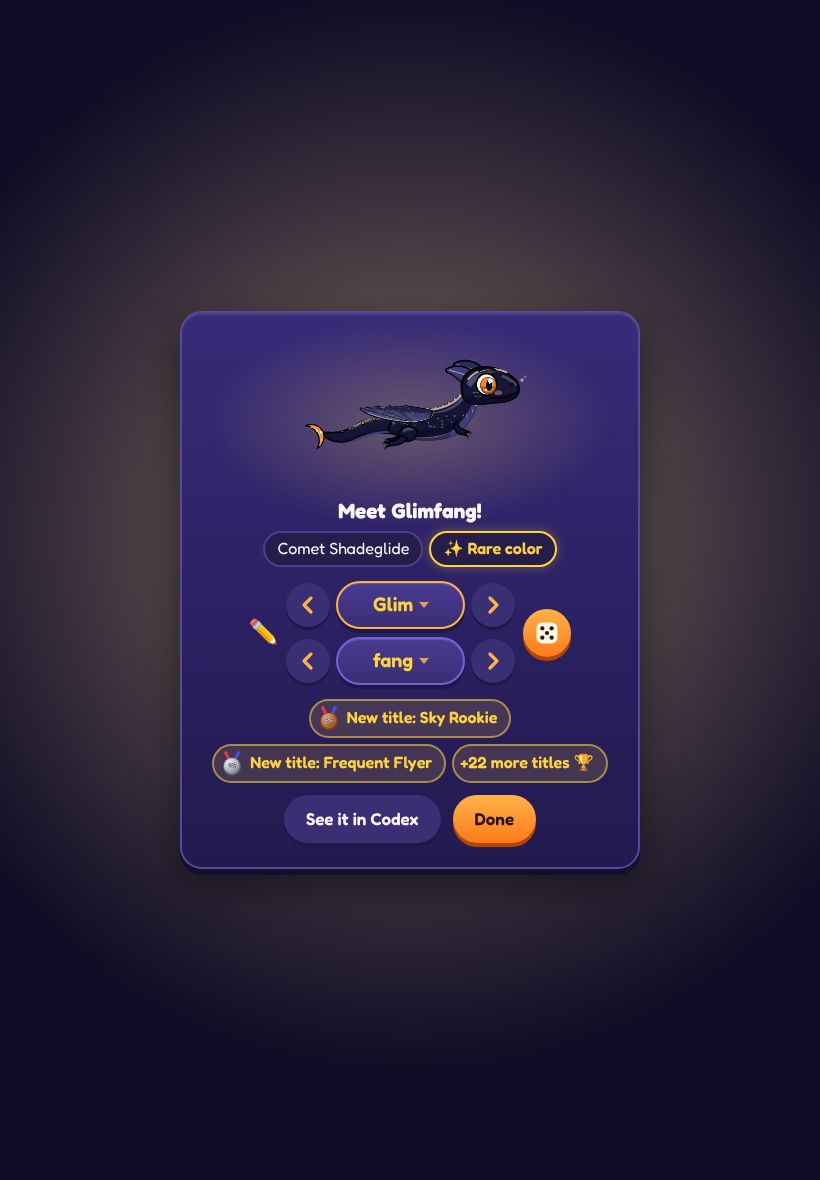 Meet Glimfang!
Comet Shadeglide
✨ Rare color
Glim
fang
New title: Sky Rookie
New title: Frequent Flyer
+22 more titles 🏆
See it in Codex
Done